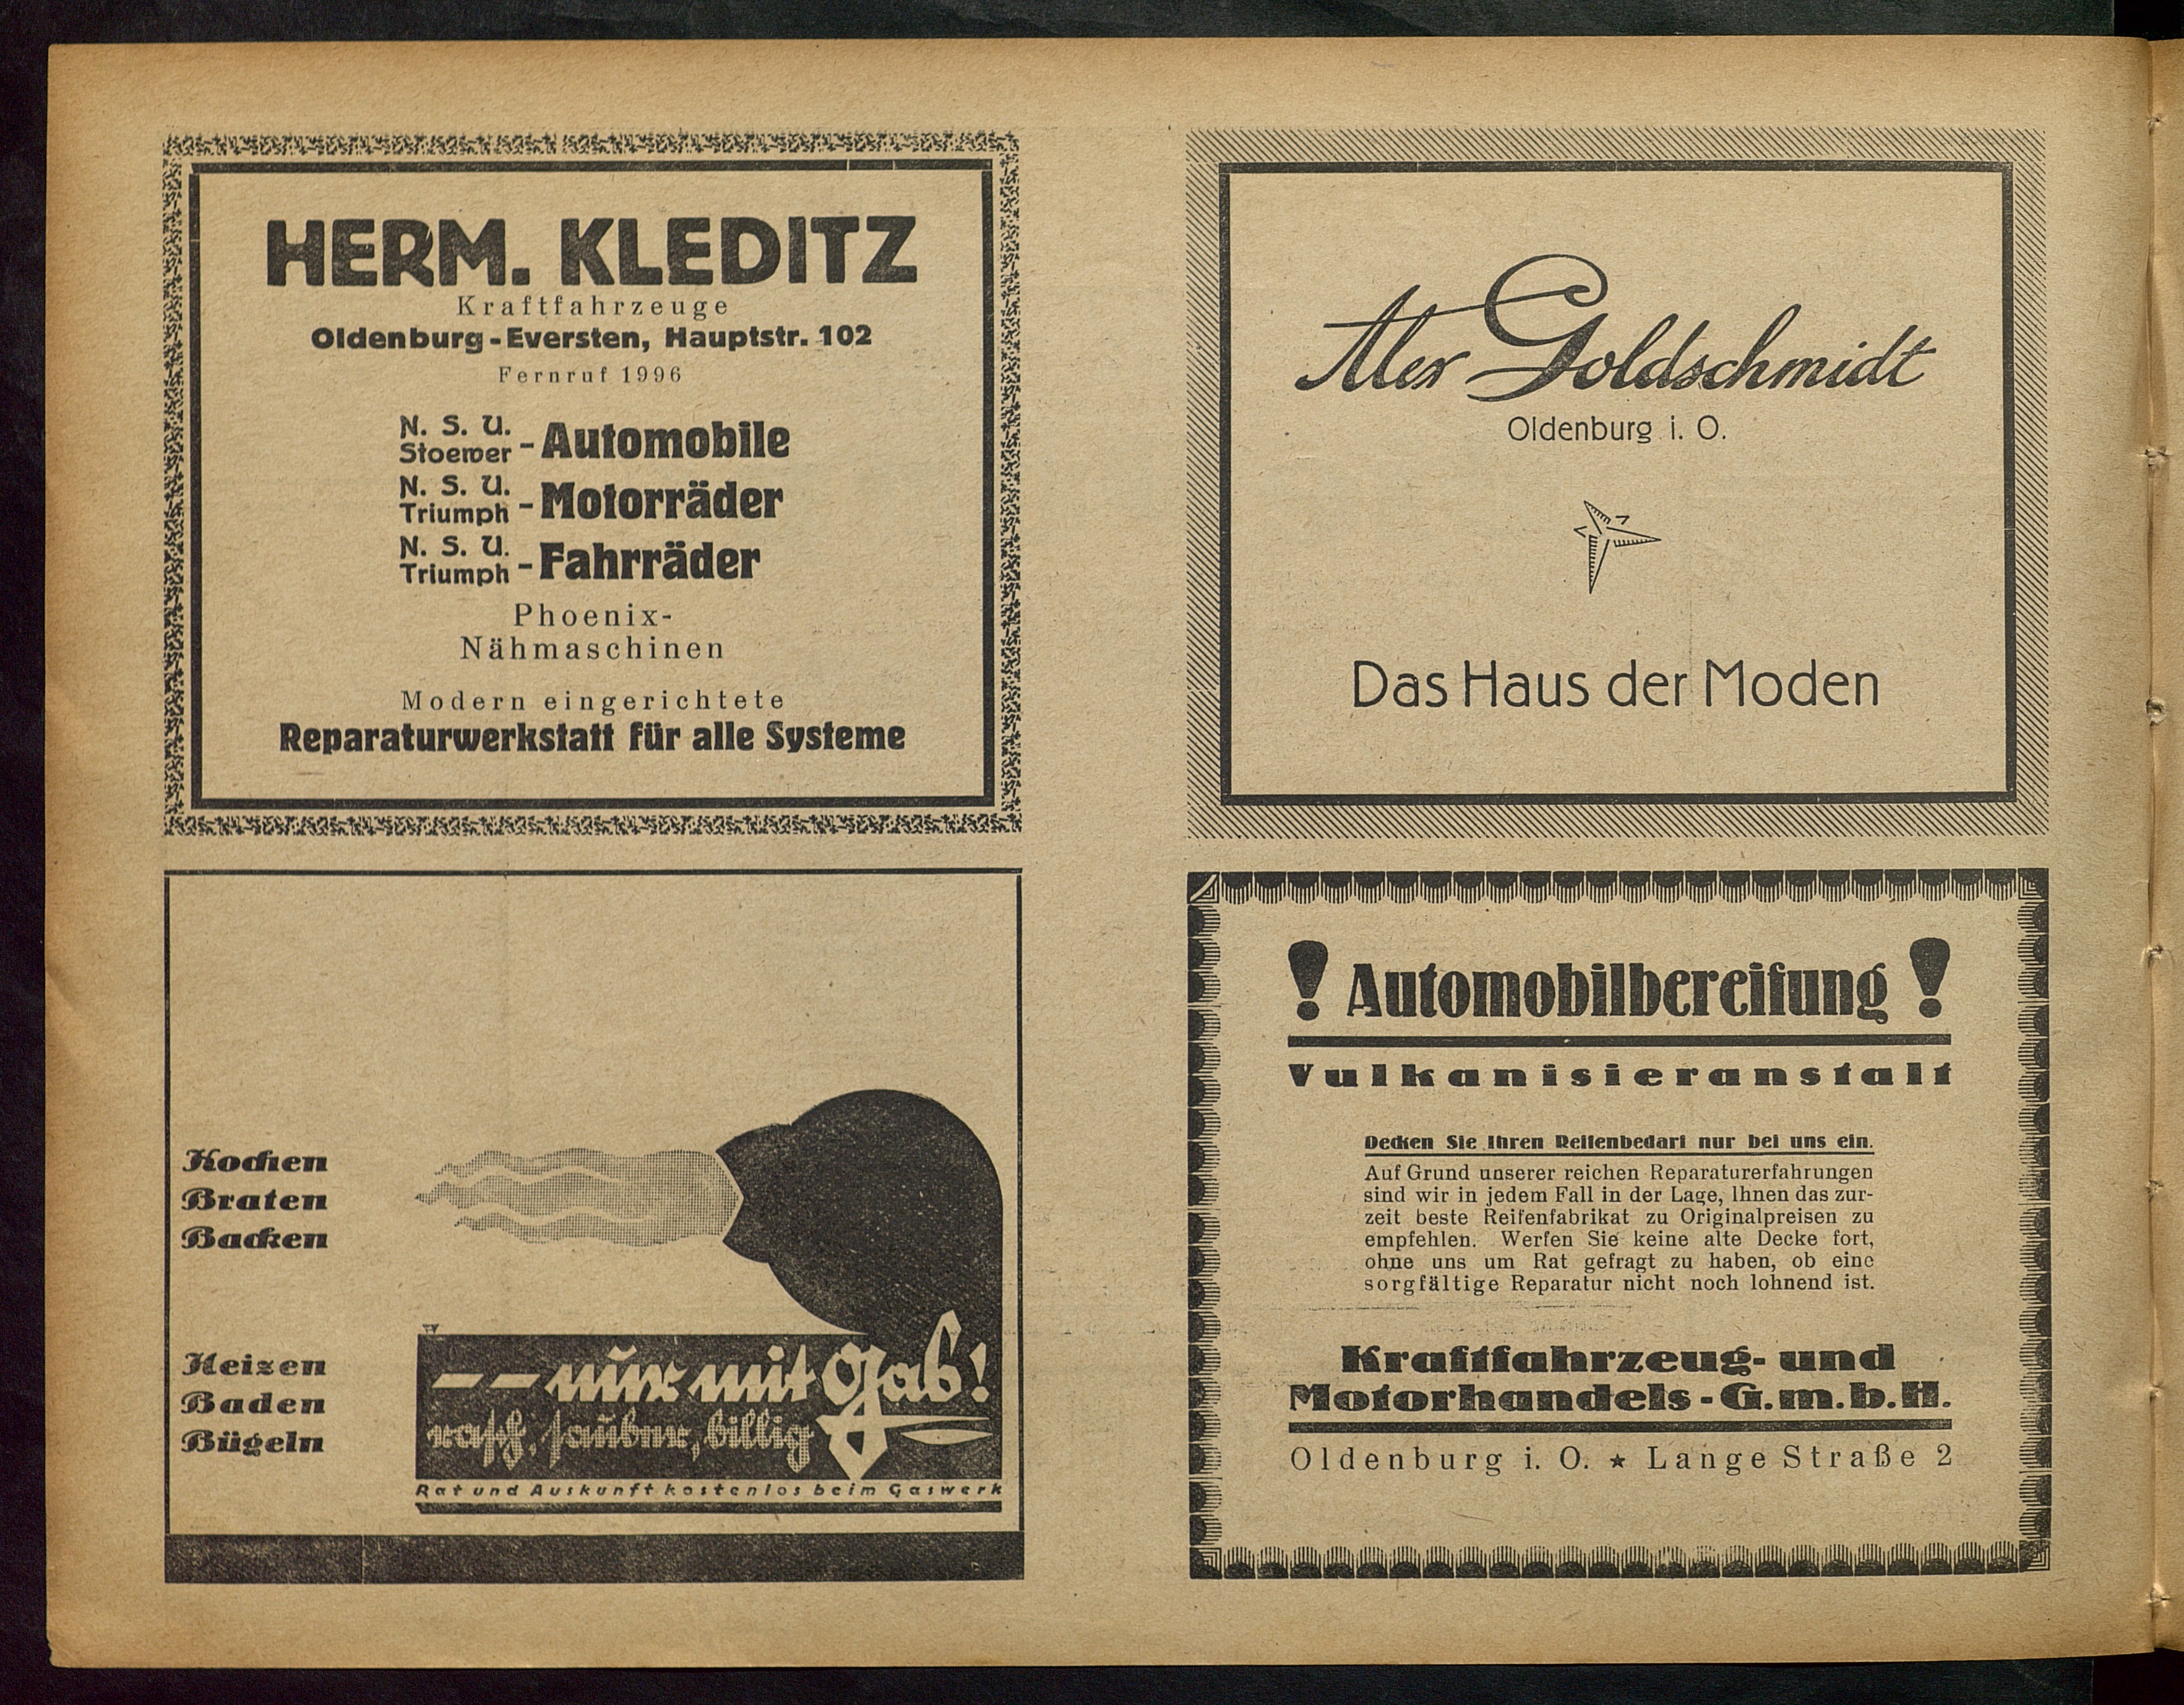 HERM. KLEDITZ
Kraftfahrzeuge
Oldenburg-Eversten, Hauptstr. 102
Fernruf 1996
N. S. U.
Stoewer - Automobile
N. S. U.
Triumph - Motorräder
N. S. U.
Triumph - Fahrräder
Phoenix-
Nähmaschinen
Modern eingerichtete
Reparaturwerkstatt für alle Systeme
Alex Goldschmidt
Oldenburg i. O.
Das Haus der Moden
Kochen
Braten
Backen
Heizen
Baden
Bügeln
-- nur mit Gas!
rasch, sauber, billig
Rat und Auskunft kostenlos beim Gaswerk
! Automobilbereifung !
Vulkanisieranstalt
Decken Sie Ihren Reifenbedarf nur bei uns ein.
Auf Grund unserer reichen Reparaturerfahrungen
sind wir in jedem Fall in der Lage, Ihnen das zur-
zeit beste Reifenfabrikat zu Originalpreisen zu
empfehlen. Werfen Sie keine alte Decke fort,
ohne uns um Rat gefragt zu haben, ob eine
sorgfältige Reparatur nicht noch lohnend ist.
Kraftfahrzeug- und
Motorhandels-G.m.b.H.
Oldenburg i. O. ★ Lange Straße 2